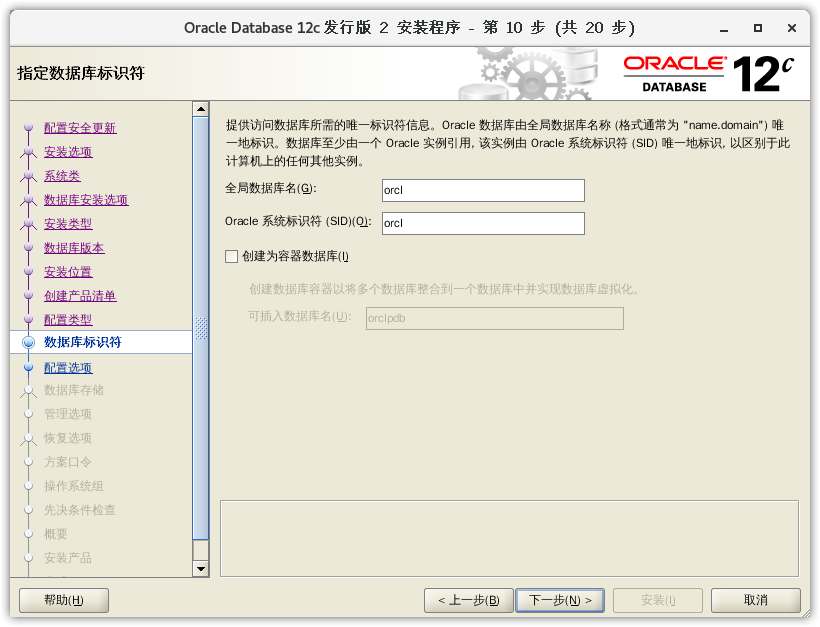 Oracle Database 12c 发行版 2 安装程序 - 第 10 步 (共 20 步)
指定数据库标识符
ORACLE®
DATABASE
12c
配置安全更新
安装选项
系统类
数据库安装选项
安装类型
数据库版本
安装位置
创建产品清单
配置类型
数据库标识符
配置选项
数据库存储
管理选项
恢复选项
方案口令
操作系统组
先决条件检查
概要
安装产品
提供访问数据库所需的唯一标识符信息。Oracle 数据库由全局数据库名称 (格式通常为 "name.domain") 唯
一地标识。数据库至少由一个 Oracle 实例引用, 该实例由 Oracle 系统标识符 (SID) 唯一地标识, 以区别于此
计算机上的任何其他实例。
全局数据库名(G): orcl
Oracle 系统标识符 (SID)(O): orcl
创建为容器数据库(I)
创建数据库容器以将多个数据库整合到一个数据库中并实现数据库虚拟化。
可插入数据库名(U): orclpdb
帮助(H) < 上一步(B) 下一步(N) > 安装(I) 取消